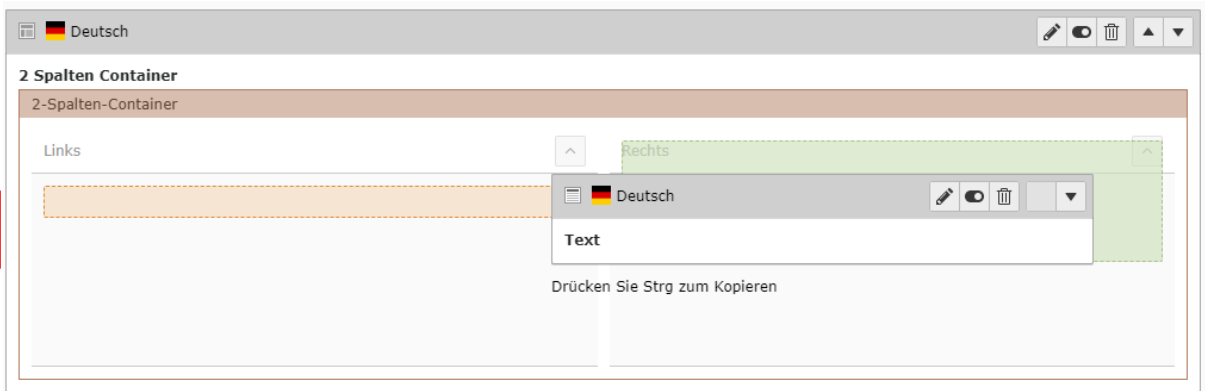 Deutsch
2 Spalten Container
2-Spalten-Container
Links
Rechts
Deutsch
Text
Drücken Sie Strg zum Kopieren